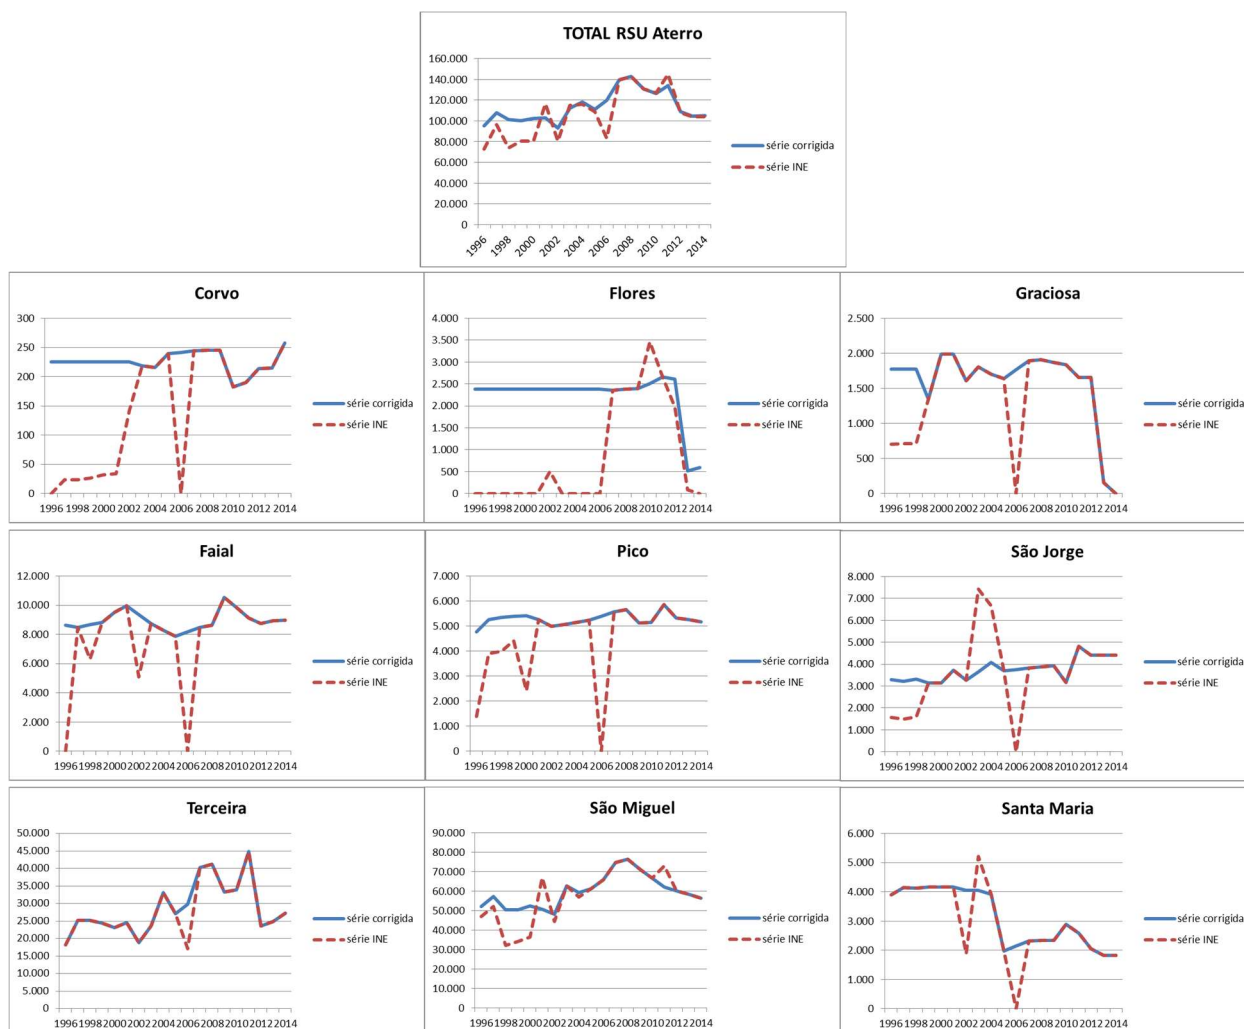 TOTAL RSU Aterro
160.000
140.000
120.000
100.000
80.000
60.000
40.000
20.000
0
1996 1998 2000 2002 2004 2006 2008 2010 2012 2014
série corrigida
série INE
Corvo
300
250
200
150
100
50
0
1996 1998 2000 2002 2004 2006 2008 2010 2012 2014
série corrigida
série INE
Flores
4.000
3.500
3.000
2.500
2.000
1.500
1.000
500
0
1996 1998 2000 2002 2004 2006 2008 2010 2012 2014
série corrigida
série INE
Graciosa
2.500
2.000
1.500
1.000
500
0
1996 1998 2000 2002 2004 2006 2008 2010 2012 2014
série corrigida
série INE
Faial
12.000
10.000
8.000
6.000
4.000
2.000
0
1996 1998 2000 2002 2004 2006 2008 2010 2012 2014
série corrigida
série INE
Pico
7.000
6.000
5.000
4.000
3.000
2.000
1.000
0
1996 1998 2000 2002 2004 2006 2008 2010 2012 2014
série corrigida
série INE
São Jorge
8.000
7.000
6.000
5.000
4.000
3.000
2.000
1.000
0
1996 1998 2000 2002 2004 2006 2008 2010 2012 2014
série corrigida
série INE
Terceira
50.000
45.000
40.000
35.000
30.000
25.000
20.000
15.000
10.000
5.000
0
1996 1998 2000 2002 2004 2006 2008 2010 2012 2014
série corrigida
série INE
São Miguel
90.000
80.000
70.000
60.000
50.000
40.000
30.000
20.000
10.000
0
1996 1998 2000 2002 2004 2006 2008 2010 2012 2014
série corrigida
série INE
Santa Maria
6.000
5.000
4.000
3.000
2.000
1.000
0
1996 1998 2000 2002 2004 2006 2008 2010 2012 2014
série corrigida
série INE